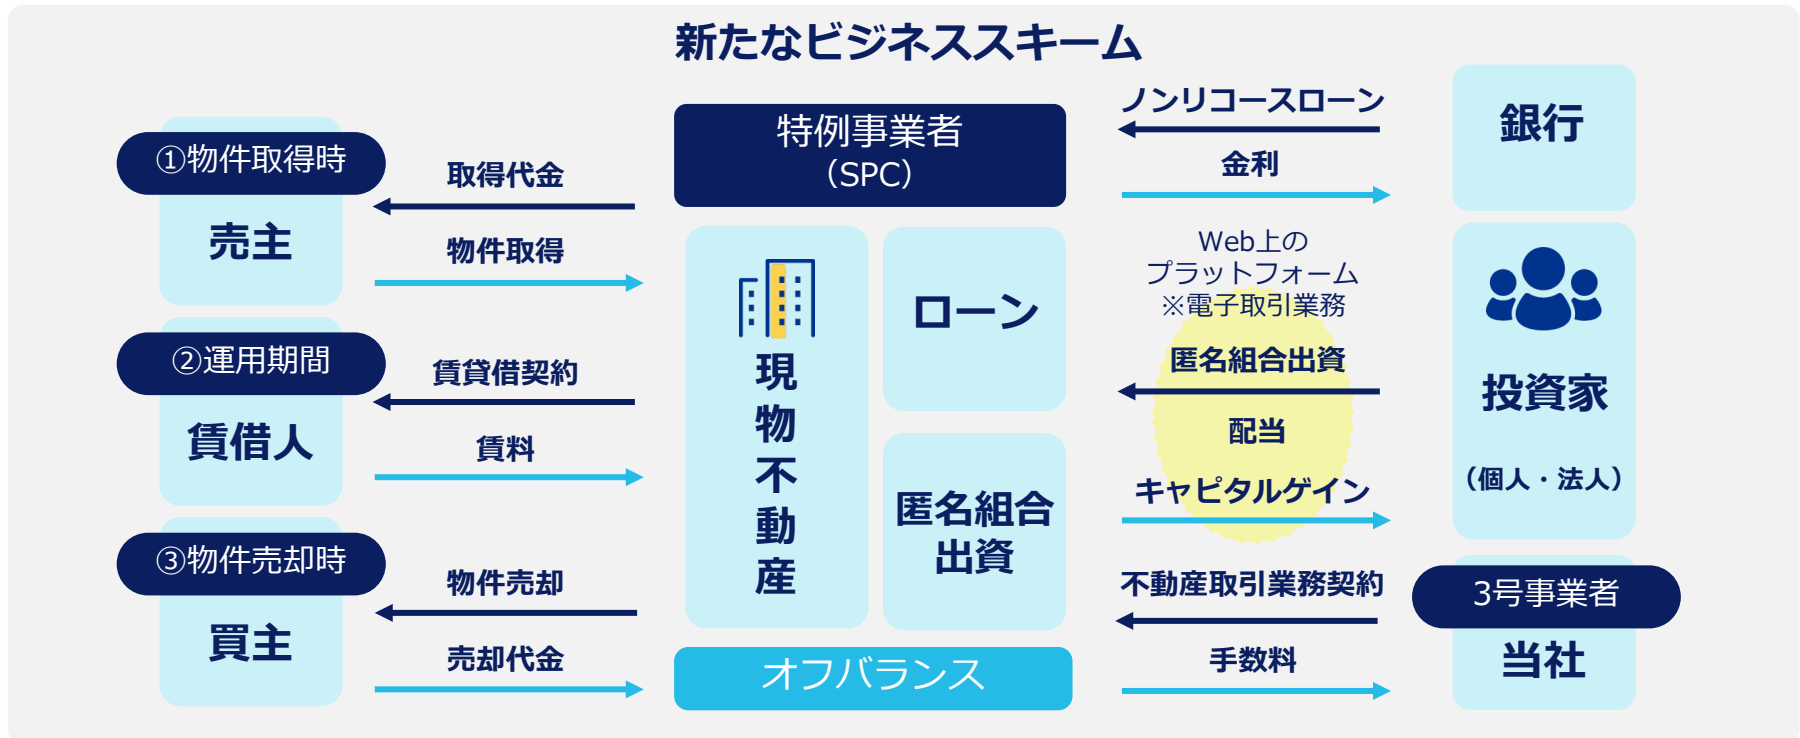 新たなビジネススキーム
①物件取得時
売主
取得代金
物件取得
②運用期間
賃借人
賃貸借契約
賃料
③物件売却時
買主
物件売却
売却代金
特例事業者
（SPC）
現物不動産
ローン
匿名組合
出資
オフバランス
ノンリコースローン
金利
銀行
Web上の
プラットフォーム
※電子取引業務
匿名組合出資
配当
キャピタルゲイン
投資家
（個人・法人）
不動産取引業務契約
手数料
3号事業者
当社